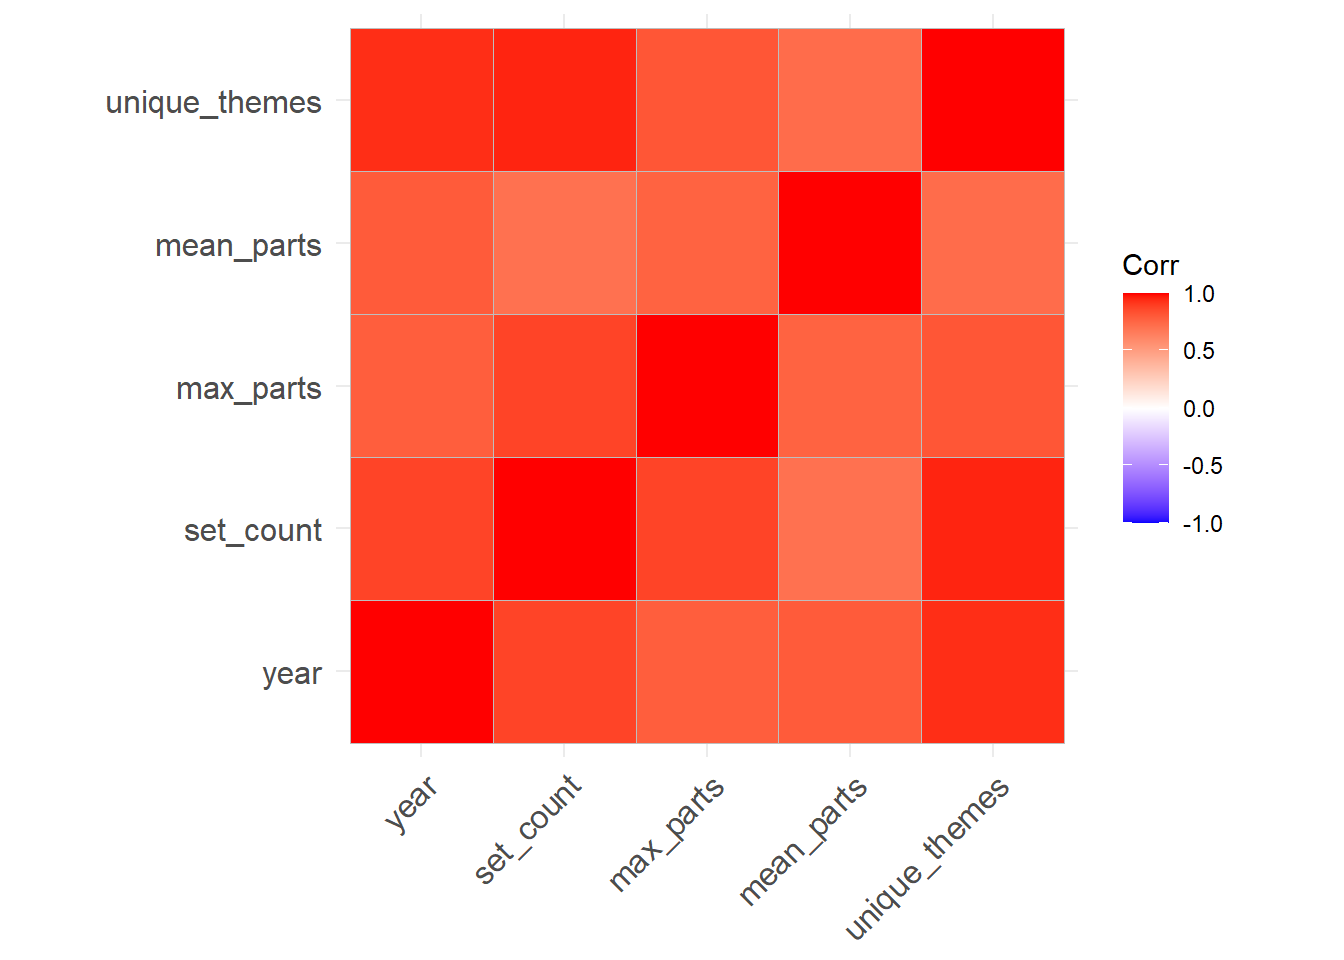 unique_themes
mean_parts
max_parts
set_count
year
year
set_count
max_parts
mean_parts
unique_themes
Corr
1.0
0.5
0.0
-0.5
-1.0